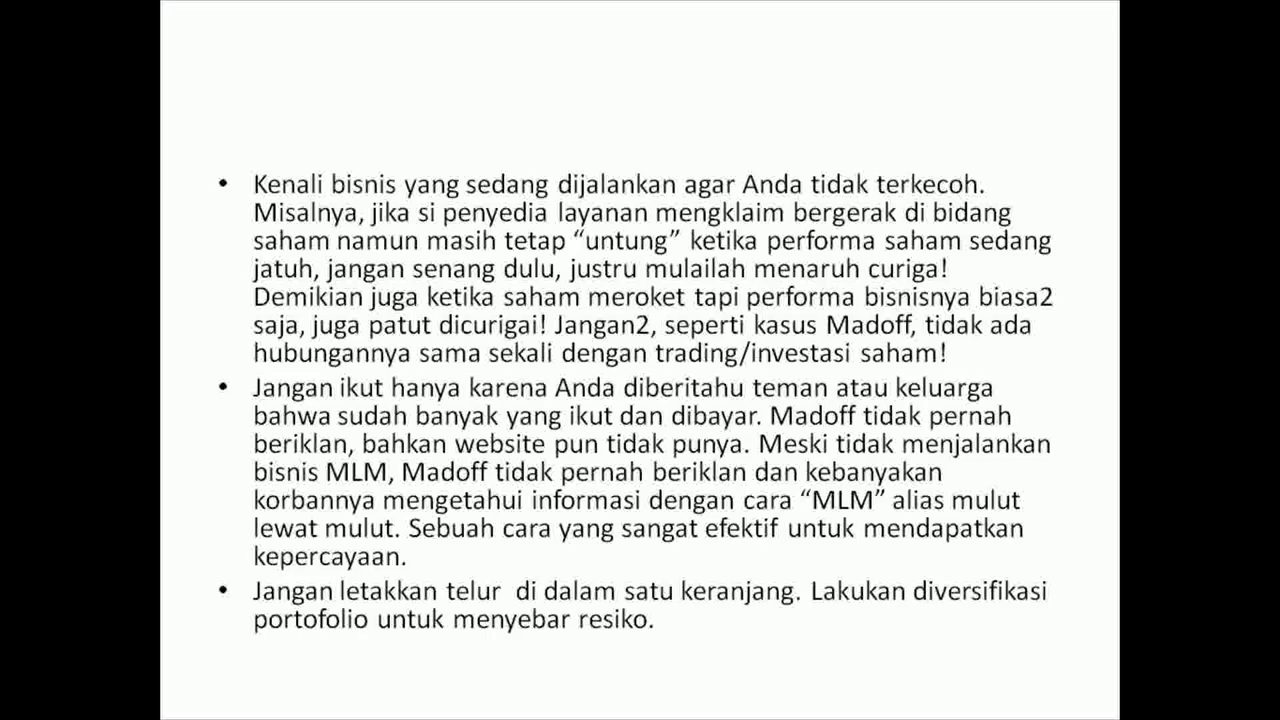 • Kenali bisnis yang sedang dijalankan agar Anda tidak terkecoh.
Misalnya, jika si penyedia layanan mengklaim bergerak di bidang
saham namun masih tetap “untung” ketika performa saham sedang
jatuh, jangan senang dulu, justru mulailah menaruh curiga!
Demikian juga ketika saham meroket tapi performa bisnisnya biasa2
saja, juga patut dicurigai! Jangan2, seperti kasus Madoff, tidak ada
hubungannya sama sekali dengan trading/investasi saham!
• Jangan ikut hanya karena Anda diberitahu teman atau keluarga
bahwa sudah banyak yang ikut dan dibayar. Madoff tidak pernah
beriklan, bahkan website pun tidak punya. Meski tidak menjalankan
bisnis MLM, Madoff tidak pernah beriklan dan kebanyakan
korbannya mengetahui informasi dengan cara “MLM” alias mulut
lewat mulut. Sebuah cara yang sangat efektif untuk mendapatkan
kepercayaan.
• Jangan letakkan telur  di dalam satu keranjang. Lakukan diversifikasi
portofolio untuk menyebar resiko.